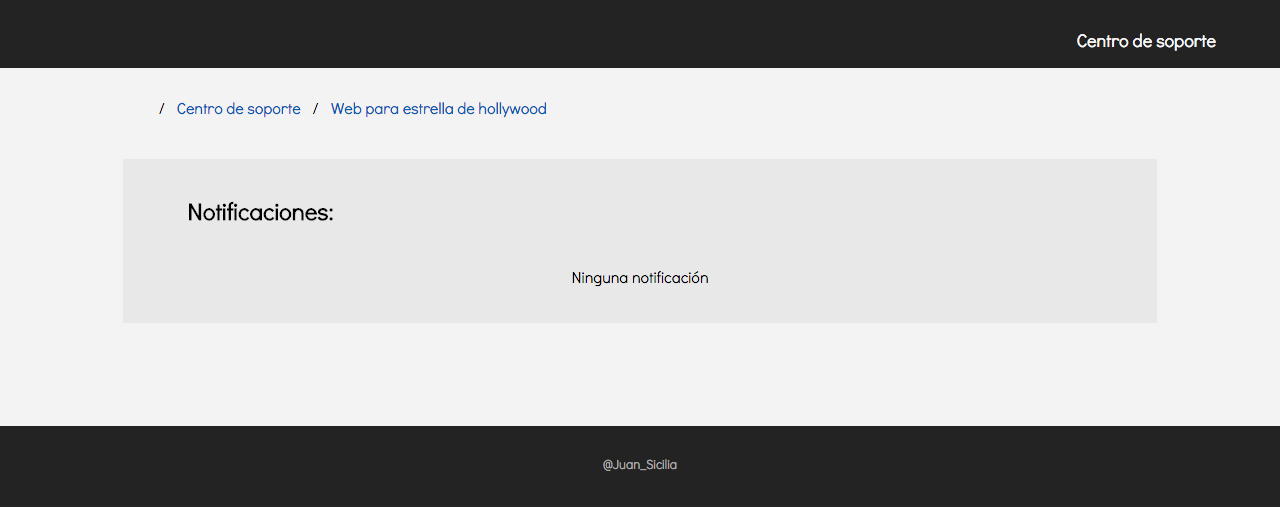 Centro de soporte
/ Centro de soporte / Web para estrella de hollywood
Notificaciones:
Ninguna notificación
@Juan_Sicilia